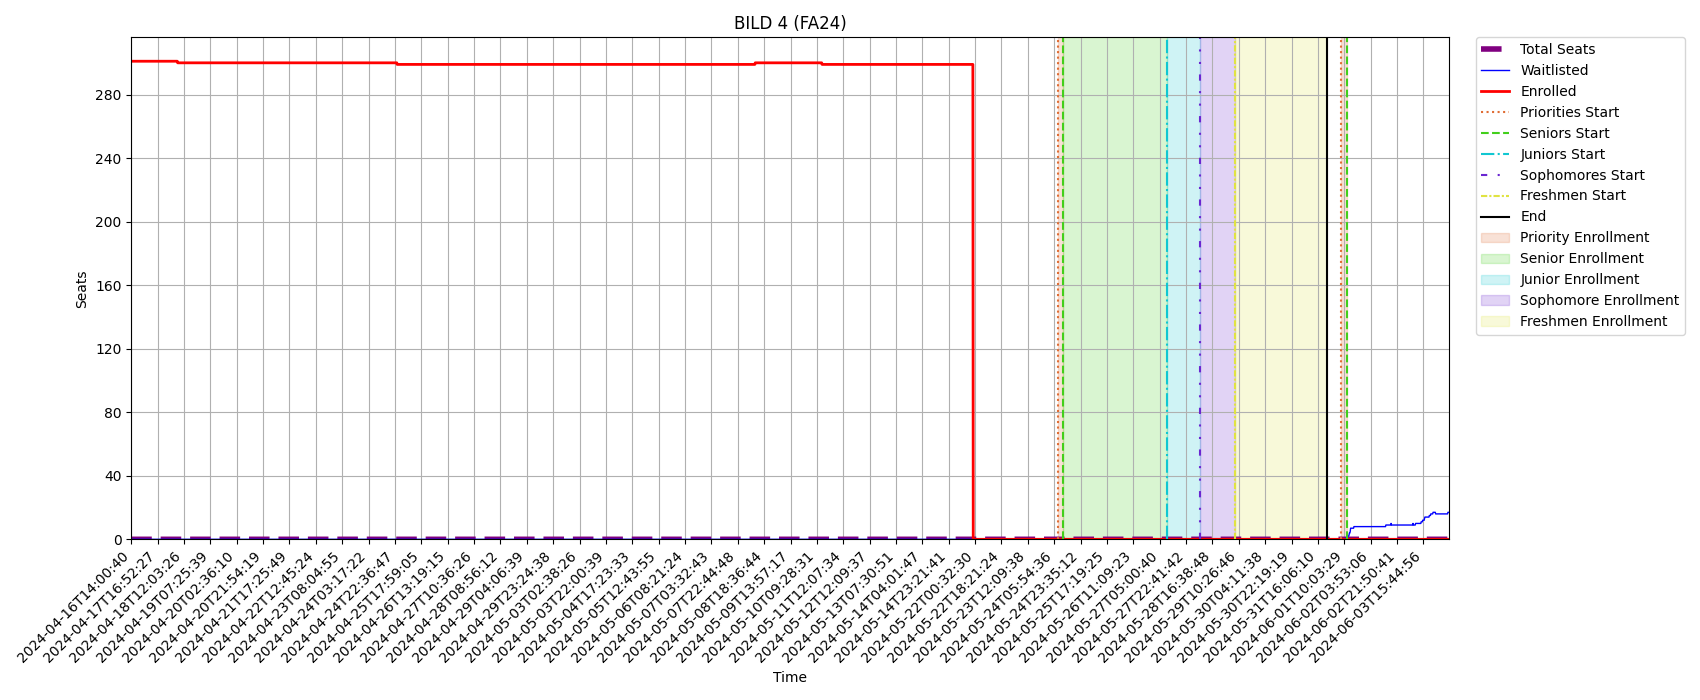 BILD 4 (FA24)
Total Seats
Waitlisted
Enrolled
Priorities Start
Seniors Start
Juniors Start
Sophomores Start
Freshmen Start
End
Priority Enrollment
Senior Enrollment
Junior Enrollment
Sophomore Enrollment
Freshmen Enrollment
Seats
280
240
200
160
120
80
40
0
2024-04-16T14:00:40
2024-04-17T16:52:27
2024-04-18T12:03:26
2024-04-19T07:25:39
2024-04-20T02:36:10
2024-04-20T21:54:19
2024-04-21T17:25:49
2024-04-22T12:45:24
2024-04-23T08:04:55
2024-04-24T03:17:22
2024-04-24T22:36:47
2024-04-25T17:59:05
2024-04-26T13:19:15
2024-04-27T10:36:26
2024-04-28T08:56:12
2024-04-29T04:06:39
2024-04-29T23:24:38
2024-05-03T02:38:26
2024-05-03T22:00:39
2024-05-04T17:23:33
2024-05-05T12:43:55
2024-05-06T08:21:24
2024-05-07T03:32:43
2024-05-07T22:44:48
2024-05-08T18:36:44
2024-05-09T13:57:17
2024-05-10T09:28:31
2024-05-11T12:07:34
2024-05-12T12:09:37
2024-05-13T07:30:51
2024-05-14T04:01:47
2024-05-14T23:21:41
2024-05-22T00:32:30
2024-05-22T18:21:24
2024-05-23T12:09:38
2024-05-24T05:54:36
2024-05-24T23:35:12
2024-05-25T17:19:25
2024-05-26T11:09:23
2024-05-27T05:00:40
2024-05-27T22:41:42
2024-05-28T16:38:48
2024-05-29T10:26:46
2024-05-30T04:11:38
2024-05-30T22:19:19
2024-05-31T16:06:10
2024-06-01T10:03:29
2024-06-02T03:53:06
2024-06-02T21:50:41
2024-06-03T15:44:56
Time